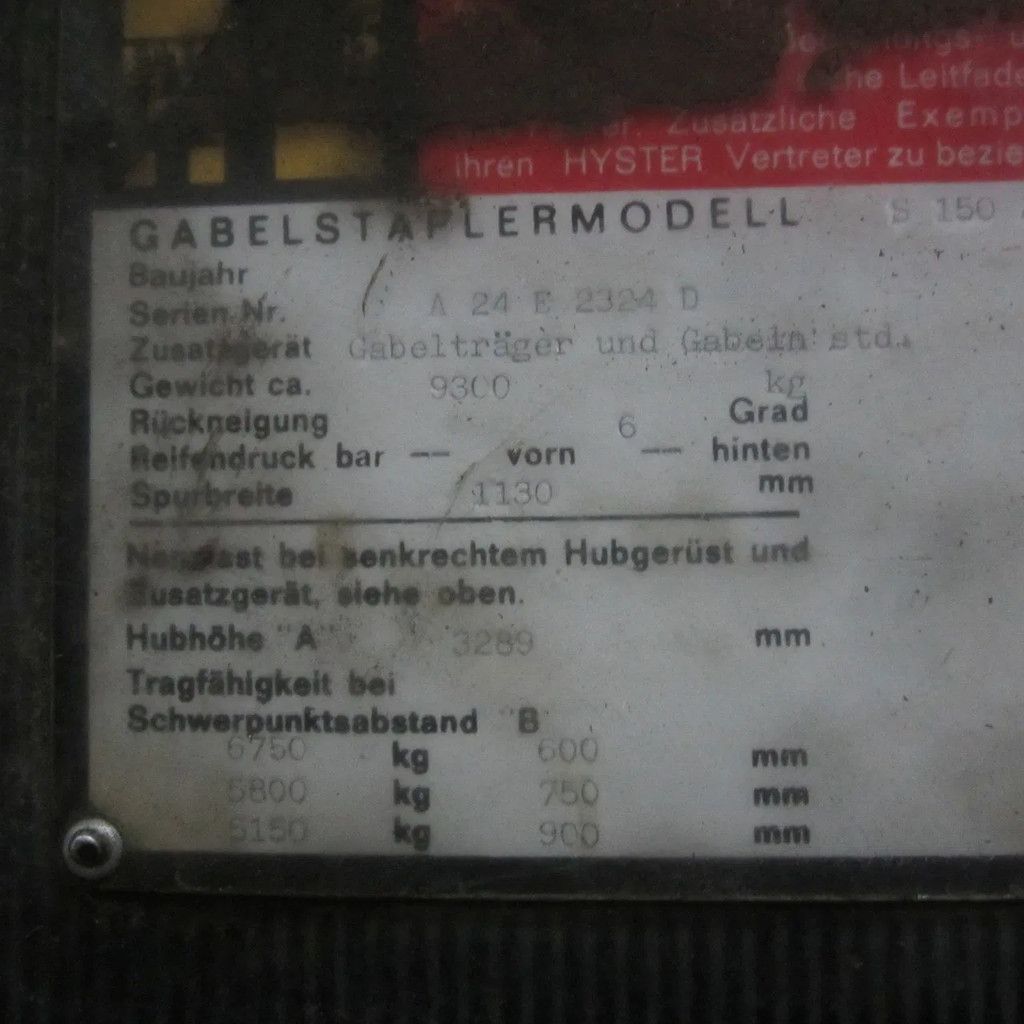 he Leitfade
Zusätzliche Exemp
ihren HYSTER Vertreter zu bezie
GABELSTAPLERMODELL S 150
Baujahr
Serien Nr. A 24 E 2324 D
Zusatzgerät Gabelträger und Gabeln std.
Gewicht ca. 9300 kg
Rückneigung 6 Grad
Reifendruck bar -- vorn -- hinten
Spurbreite 1130 mm
Nennlast bei senkrechtem Hubgerüst und
Zusatzgerät, siehe oben.
Hubhöhe "A" 3289 mm
Tragfähigkeit bei
Schwerpunktsabstand "B"
6750 kg 600 mm
5800 kg 750 mm
5150 kg 900 mm